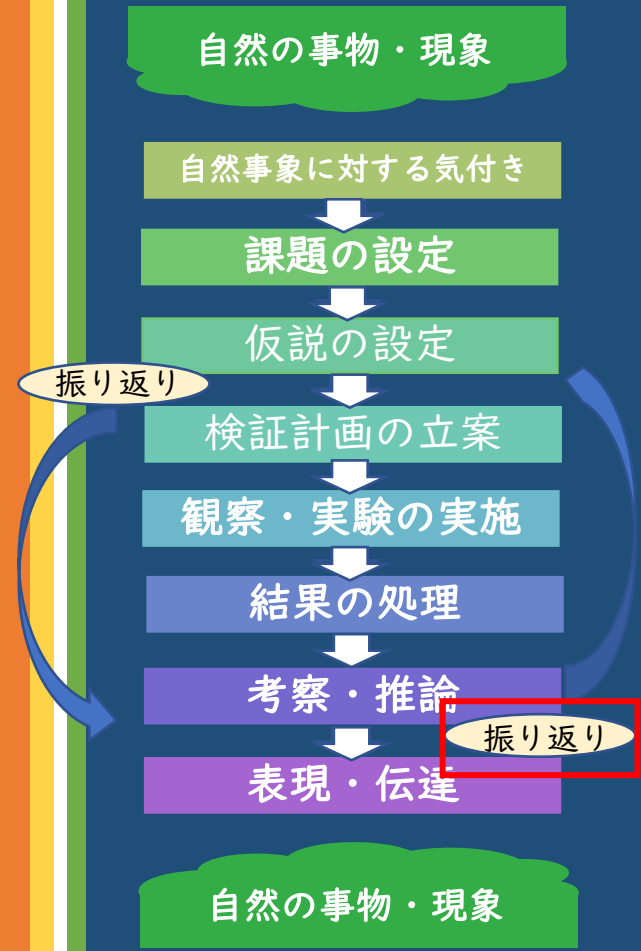 自然の事物・現象
自然事象に対する気付き
課題の設定
仮説の設定
振り返り
検証計画の立案
観察・実験の実施
結果の処理
考察・推論
振り返り
表現・伝達
自然の事物・現象